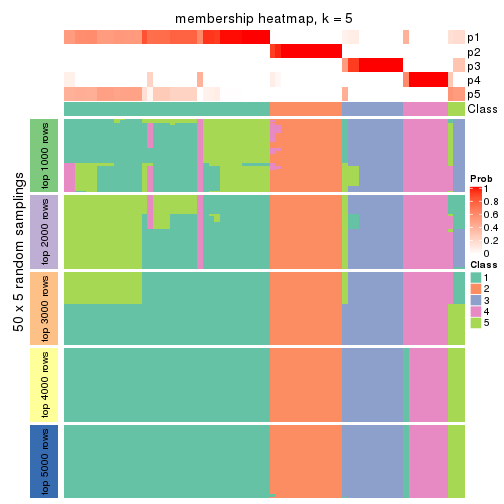 membership heatmap, k = 5
p1
p2
p3
p4
p5
Class
50 x 5 random samplings
top 1000 rows
top 2000 rows
top 3000 rows
top 4000 rows
top 5000 rows
Prob
1
0.8
0.6
0.4
0.2
0
Class
1
2
3
4
5